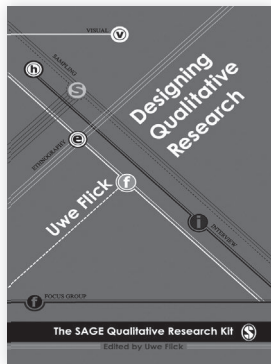 VISUAL v
h
SAMPLING
S
Designing
Qualitative
Research
e
ETHNOGRAPHY
f
Uwe Flick
i
INTERVIEW
f FOCUS GROUP
The SAGE Qualitative Research Kit S
Edited by Uwe Flick